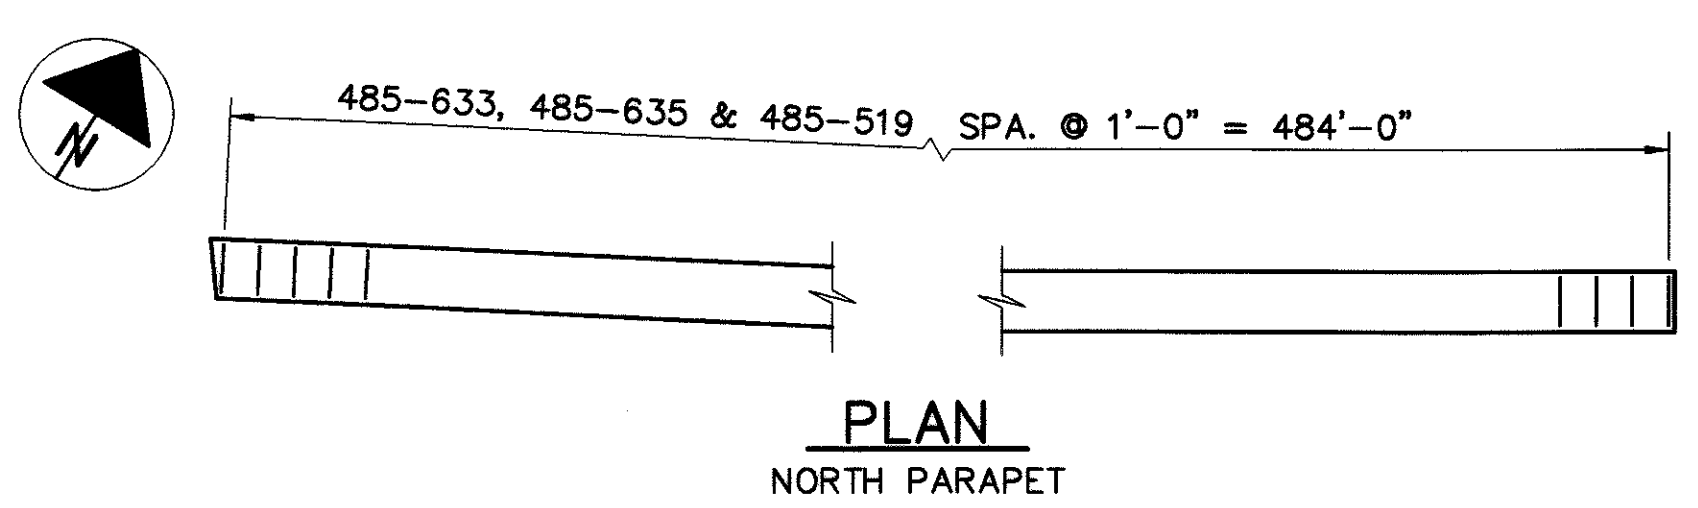 N
485-633, 485-635 & 485-519 SPA. @ 1'-0" = 484'-0"
PLAN
NORTH PARAPET